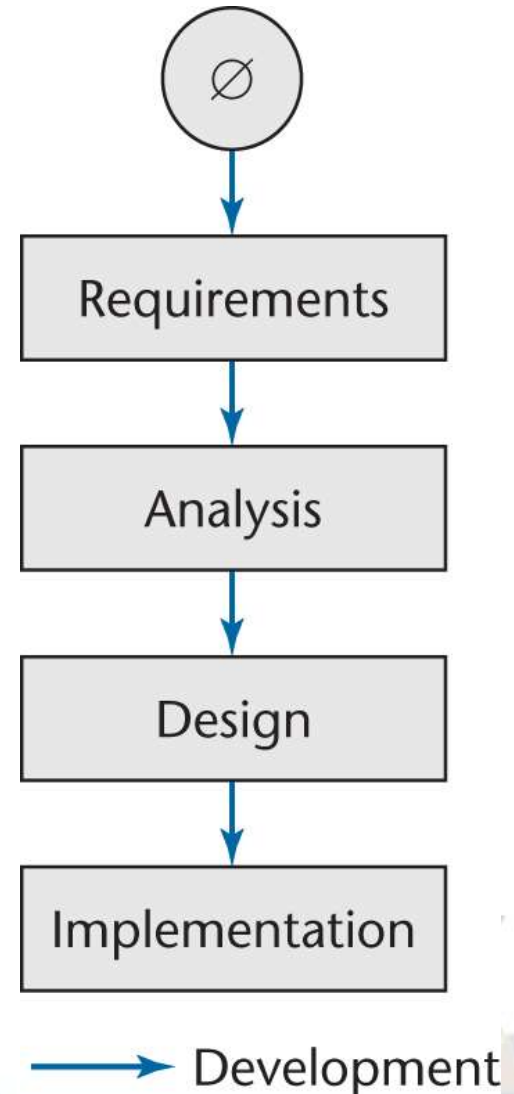 ∅
Requirements
Analysis
Design
Implementation
Development